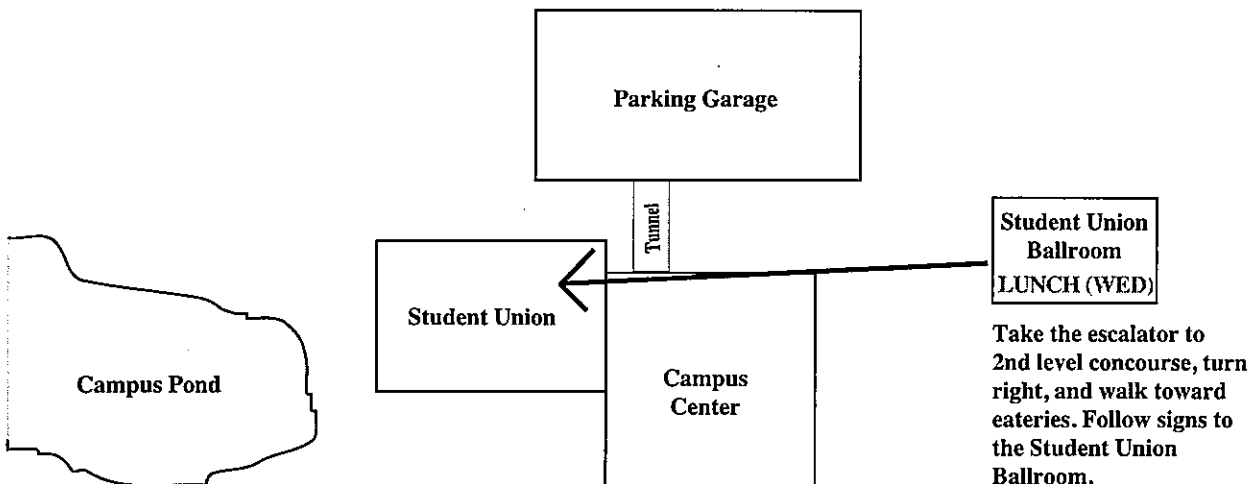 Parking Garage
Tunnel
Student Union
Ballroom
LUNCH (WED)
Student Union
Take the escalator to
2nd level concourse, turn
right, and walk toward
eateries. Follow signs to
the Student Union
Ballroom.
Campus Pond
Campus
Center